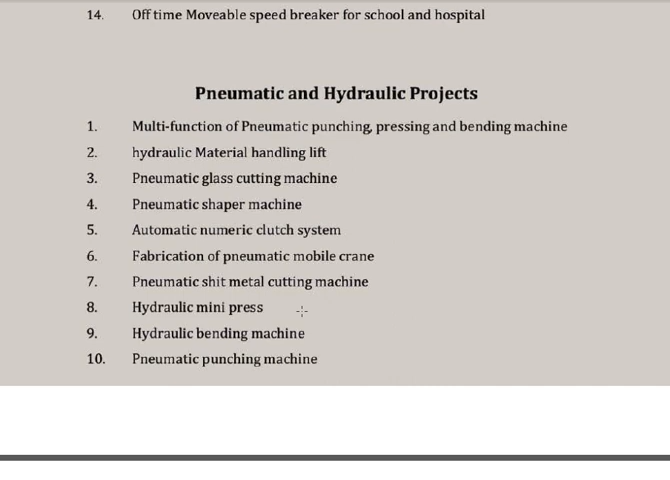 14. Off time Moveable speed breaker for school and hospital
Pneumatic and Hydraulic Projects
1. Multi-function of Pneumatic punching, pressing and bending machine
2. hydraulic Material handling lift
3. Pneumatic glass cutting machine
4. Pneumatic shaper machine
5. Automatic numeric clutch system
6. Fabrication of pneumatic mobile crane
7. Pneumatic shit metal cutting machine
8. Hydraulic mini press
9. Hydraulic bending machine
10. Pneumatic punching machine